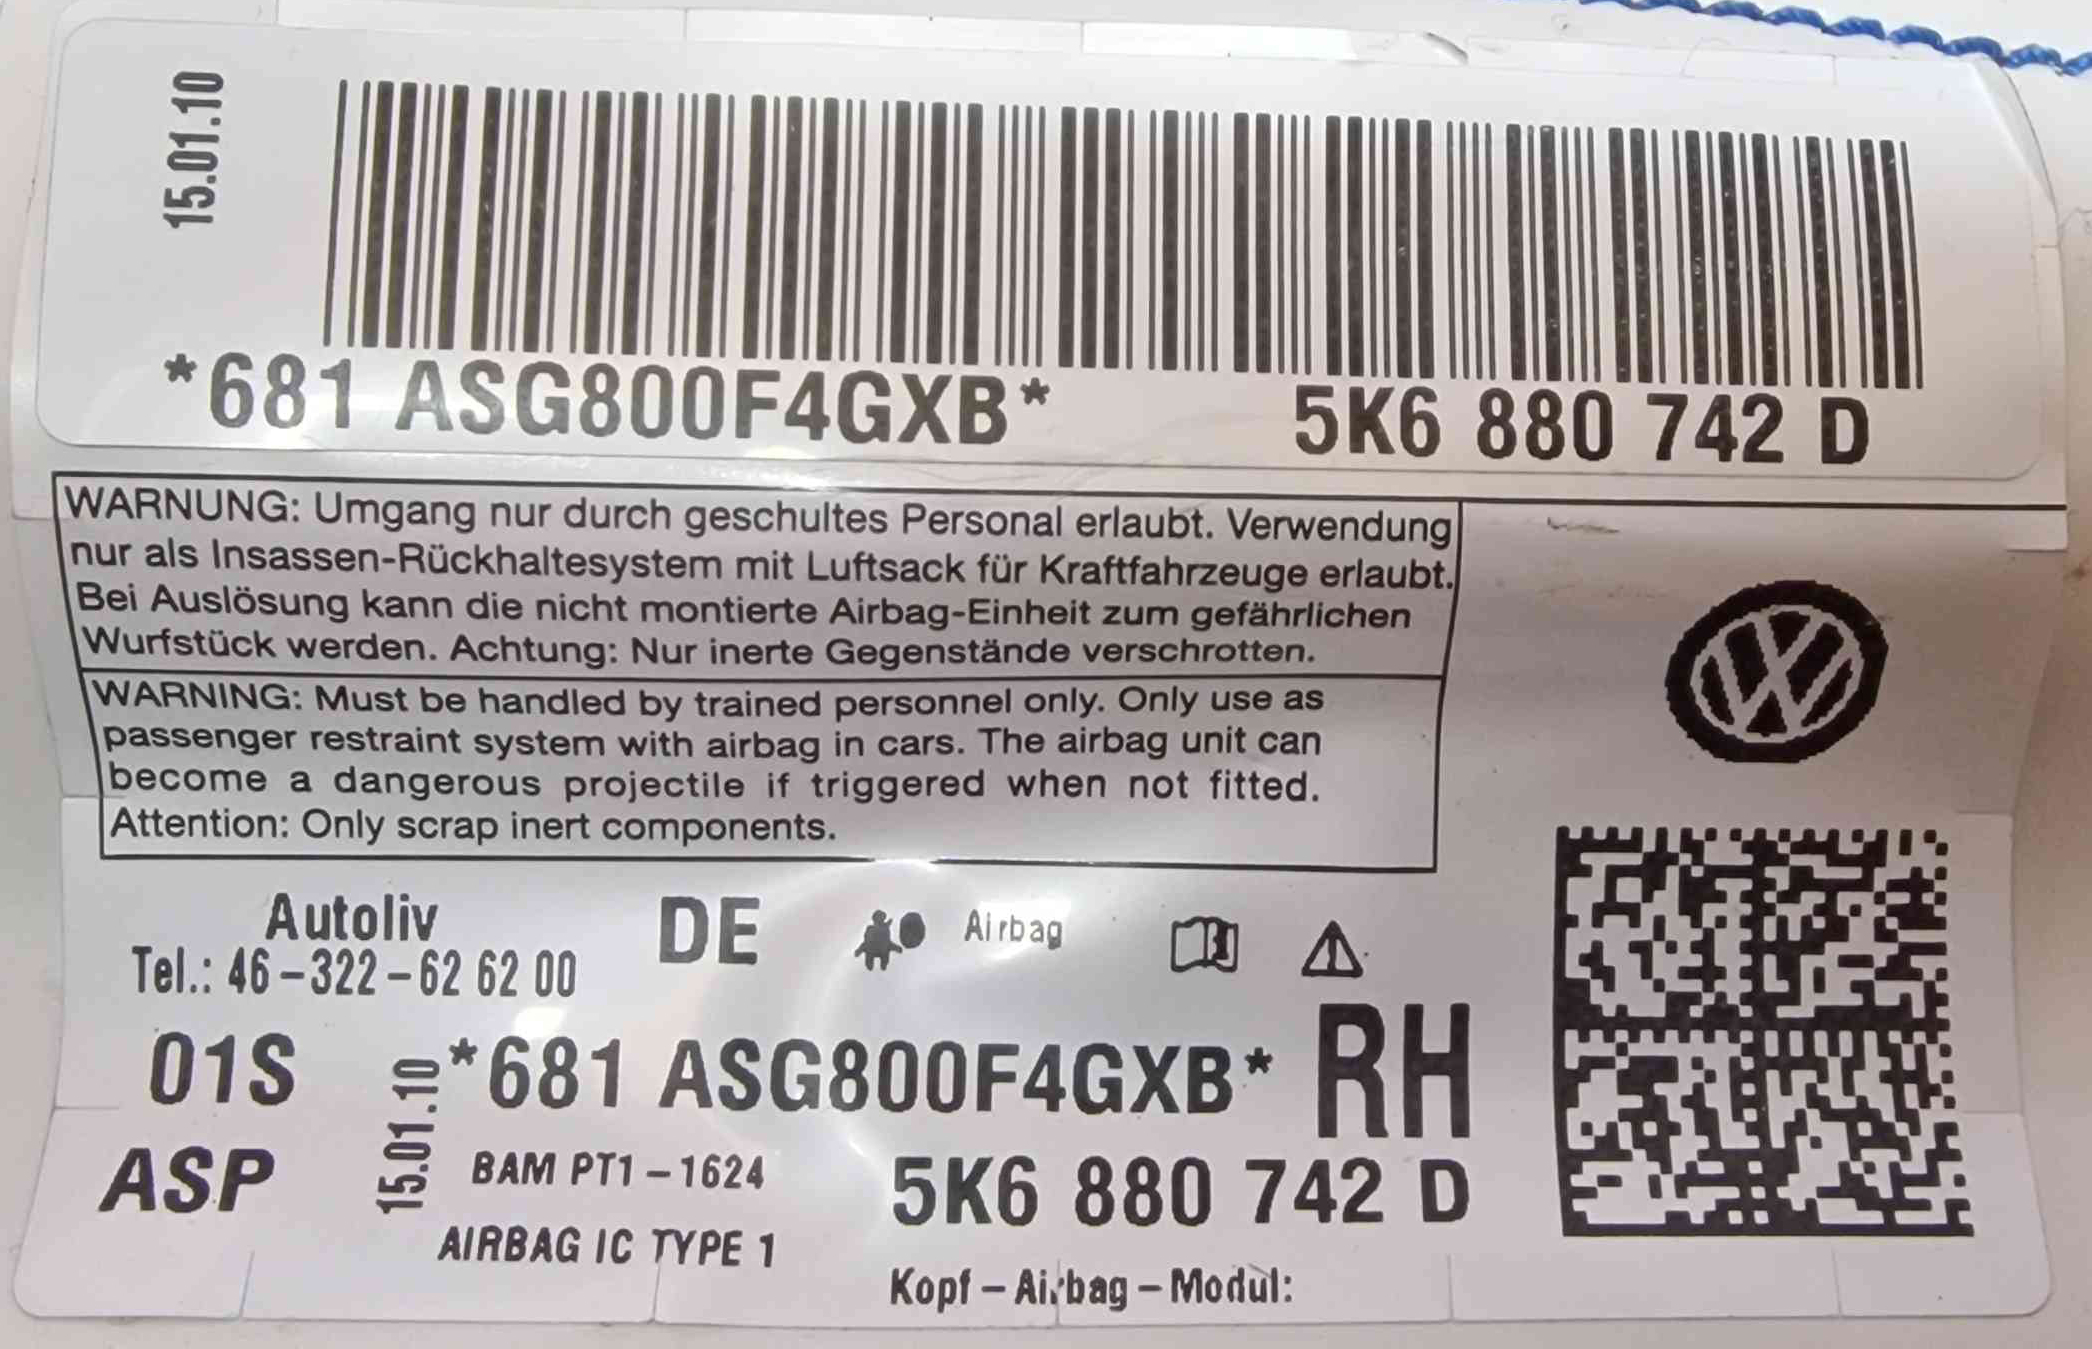 15.01.10
*681 ASG800F4GXB* 5K6 880 742 D
WARNUNG: Umgang nur durch geschultes Personal erlaubt. Verwendung
nur als Insassen-Rückhaltesystem mit Luftsack für Kraftfahrzeuge erlaubt.
Bei Auslösung kann die nicht montierte Airbag-Einheit zum gefährlichen
Wurfstück werden. Achtung: Nur inerte Gegenstände verschrotten.
WARNING: Must be handled by trained personnel only. Only use as
passenger restraint system with airbag in cars. The airbag unit can
become a dangerous projectile if triggered when not fitted.
Attention: Only scrap inert components.
Autoliv DE Airbag
Tel.: 46-322-62 62 00
01S 15.01.10 *681 ASG800F4GXB* RH
ASP BAM PT1-1624 5K6 880 742 D
AIRBAG IC TYPE 1
Kopf-Airbag-Modul: